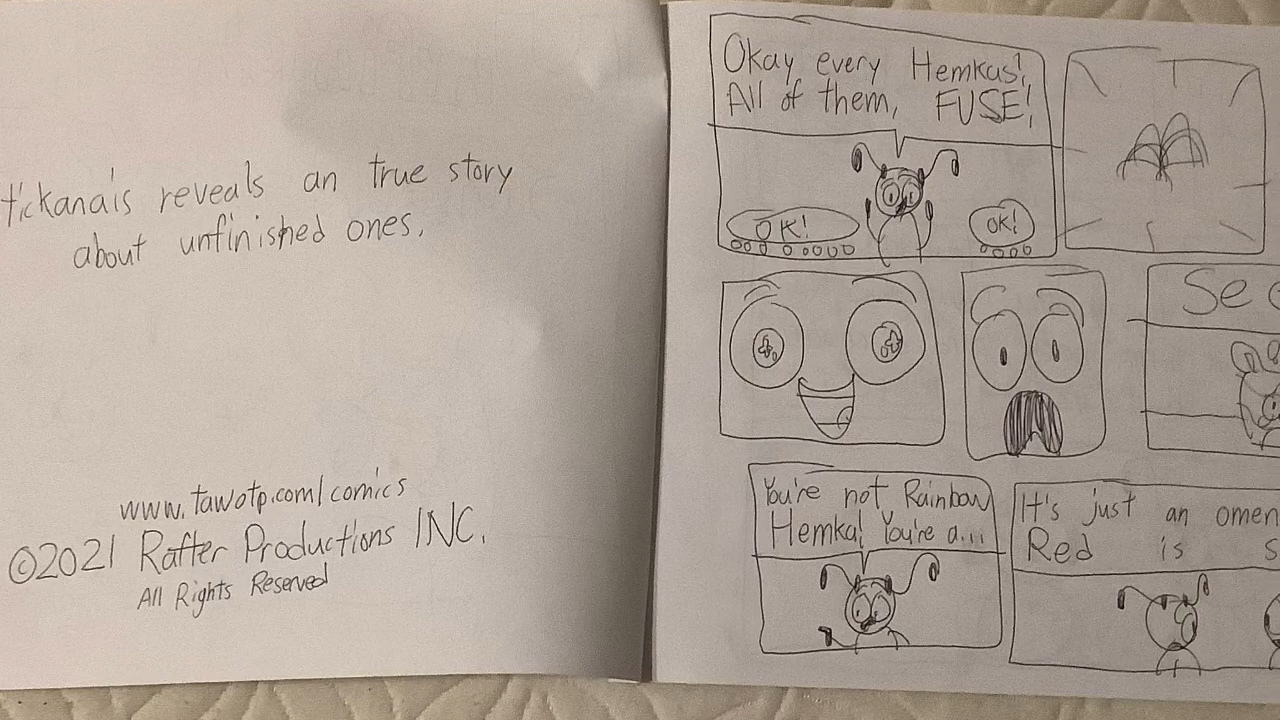 tickanais reveals an true story
about unfinished ones.
www.tawotp.com/comics
©2021 Rafter Productions INC.
All Rights Reserved
Okay every Hemkas!
All of them, FUSE!
OK!
OK!
Se
You're not Rainbow
Hemka! You're a...
It's just an omen
Red is s